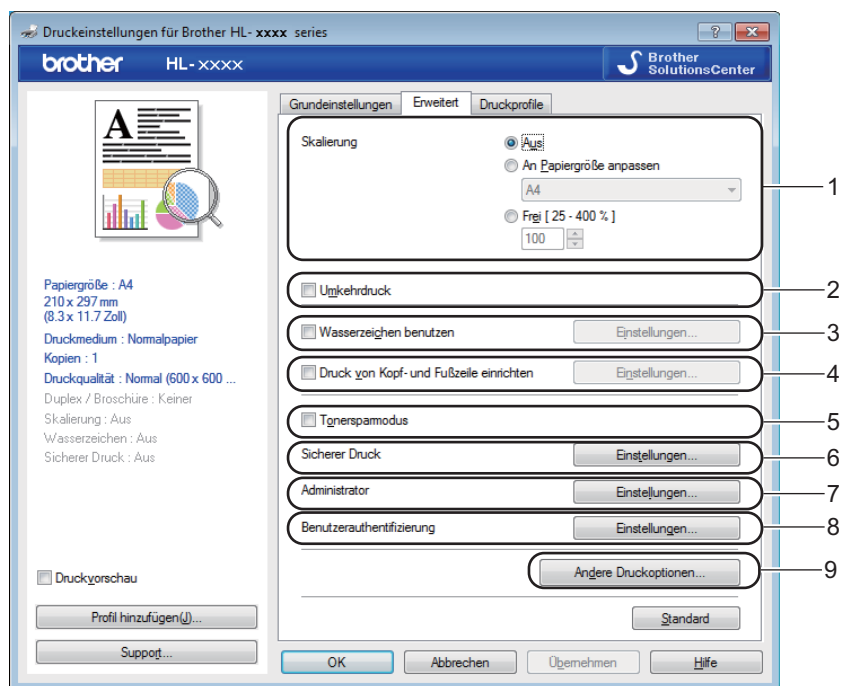 Druckeinstellungen für Brother HL- xxxx series
brother HL-xxxx
Brother
SolutionsCenter
Grundeinstellungen Erweitert Druckprofile
Skalierung
Aus
An Papiergröße anpassen
A4
Frei [ 25 - 400 % ]
100
1
Umkehrdruck
2
Wasserzeichen benutzen Einstellungen...
3
Druck von Kopf- und Fußzeile einrichten Einstellungen...
4
Tonersparmodus
5
Sicherer Druck Einstellungen...
6
Administrator Einstellungen...
7
Benutzerauthentifizierung Einstellungen...
8
Andere Druckoptionen...
9
Standard
Papiergröße : A4
210 x 297 mm
(8.3 x 11.7 Zoll)
Druckmedium : Normalpapier
Kopien : 1
Druckqualität : Normal (600 x 600 ...
Duplex / Broschüre : Keiner
Skalierung : Aus
Wasserzeichen : Aus
Sicherer Druck : Aus
Druckvorschau
Profil hinzufügen(J)...
Support...
OK Abbrechen Übernehmen Hilfe